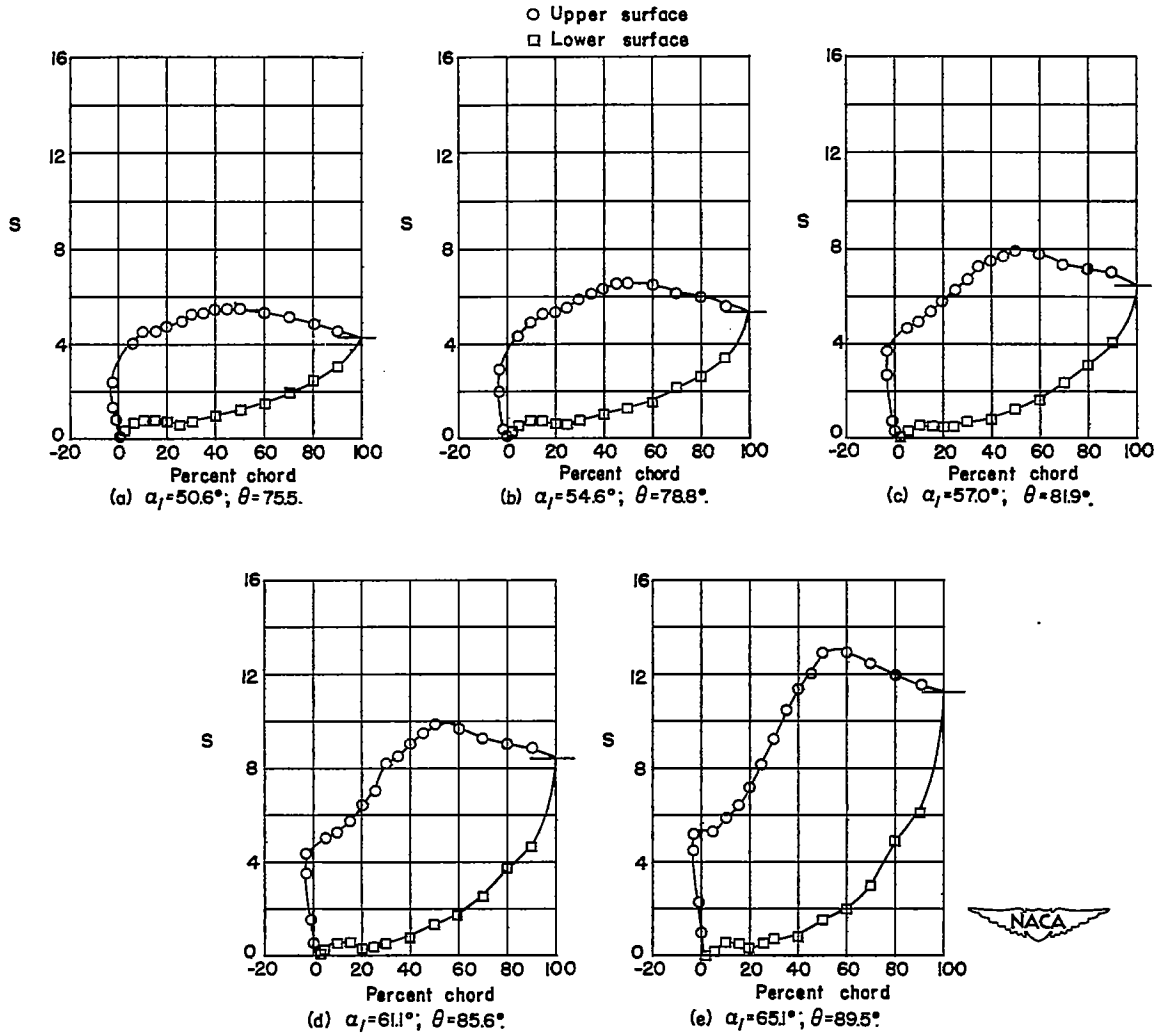 ○ Upper surface
□ Lower surface
16
12
S
8
4
0
-20 0 20 40 60 80 100
Percent chord
(a) α₁=50.6°; θ=75.5.
16
12
8
4
0
-20 0 20 40 60 80 100
Percent chord
(b) α₁=54.6°; θ=78.8°.
16
12
S
8
4
0
-20 0 20 40 60 80 100
Percent chord
(c) α₁=57.0°; θ=81.9°.
16
12
S
8
4
0
-20 0 20 40 60 80 100
Percent chord
(d) α₁=61.1°; θ=85.6°.
16
12
S
8
4
0
-20 0 20 40 60 80 100
Percent chord
(e) α₁=65.1°; θ=89.5°.
NACA